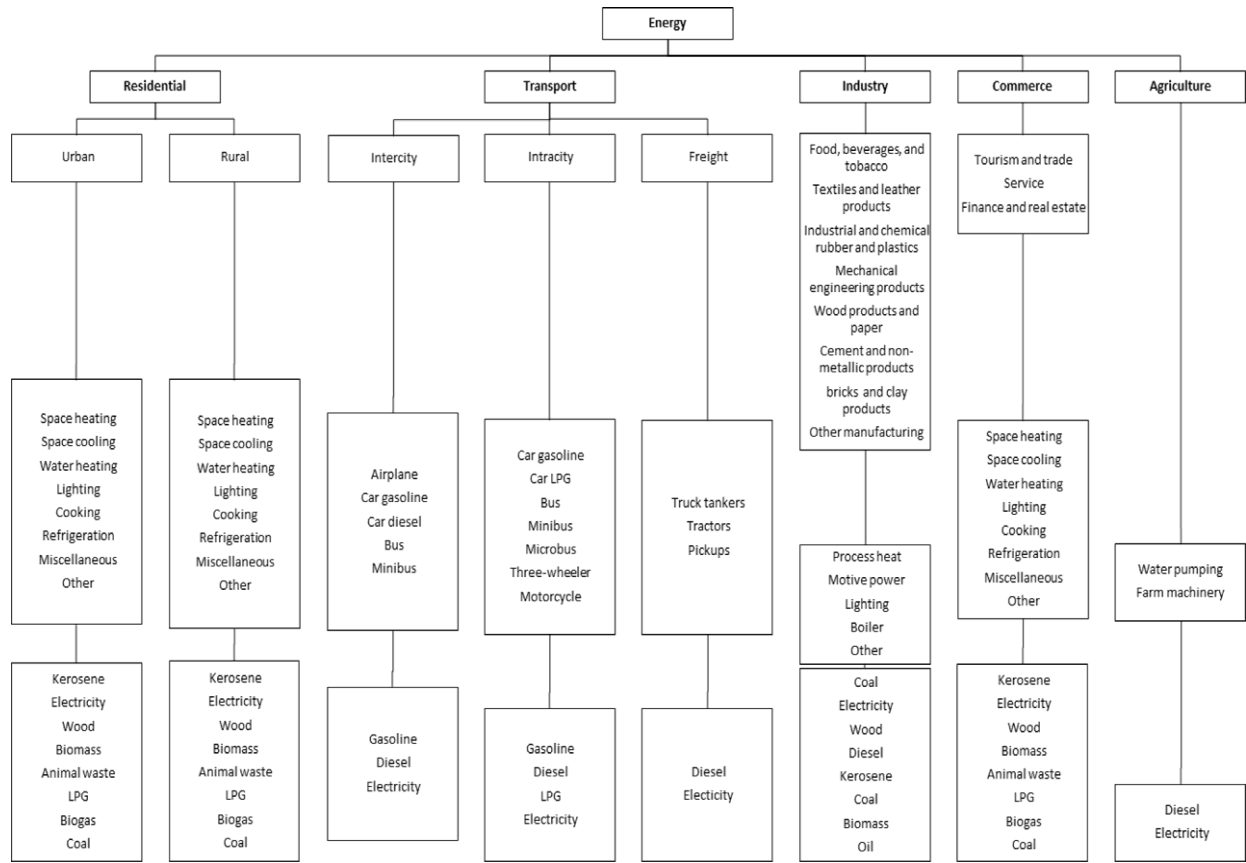 Energy
Residential
Transport
Industry
Commerce
Agriculture
Urban
Rural
Intercity
Intracity
Freight
Food, beverages, and
tobacco
Textiles and leather
products
Industrial and chemical
rubber and plastics
Mechanical
engineering products
Wood products and
paper
Cement and non-
metallic products
bricks and clay
products
Other manufacturing
Tourism and trade
Service
Finance and real estate
Space heating
Space cooling
Water heating
Lighting
Cooking
Refrigeration
Miscellaneous
Other
Space heating
Space cooling
Water heating
Lighting
Cooking
Refrigeration
Miscellaneous
Other
Airplane
Car gasoline
Car diesel
Bus
Minibus
Car gasoline
Car LPG
Bus
Minibus
Microbus
Three-wheeler
Motorcycle
Truck tankers
Tractors
Pickups
Process heat
Motive power
Lighting
Boiler
Other
Space heating
Space cooling
Water heating
Lighting
Cooking
Refrigeration
Miscellaneous
Other
Water pumping
Farm machinery
Kerosene
Electricity
Wood
Biomass
Animal waste
LPG
Biogas
Coal
Kerosene
Electricity
Wood
Biomass
Animal waste
LPG
Biogas
Coal
Gasoline
Diesel
Electricity
Gasoline
Diesel
LPG
Electricity
Diesel
Electicity
Coal
Electricity
Wood
Diesel
Kerosene
Coal
Biomass
Oil
Kerosene
Electricity
Wood
Biomass
Animal waste
LPG
Biogas
Coal
Diesel
Electricity